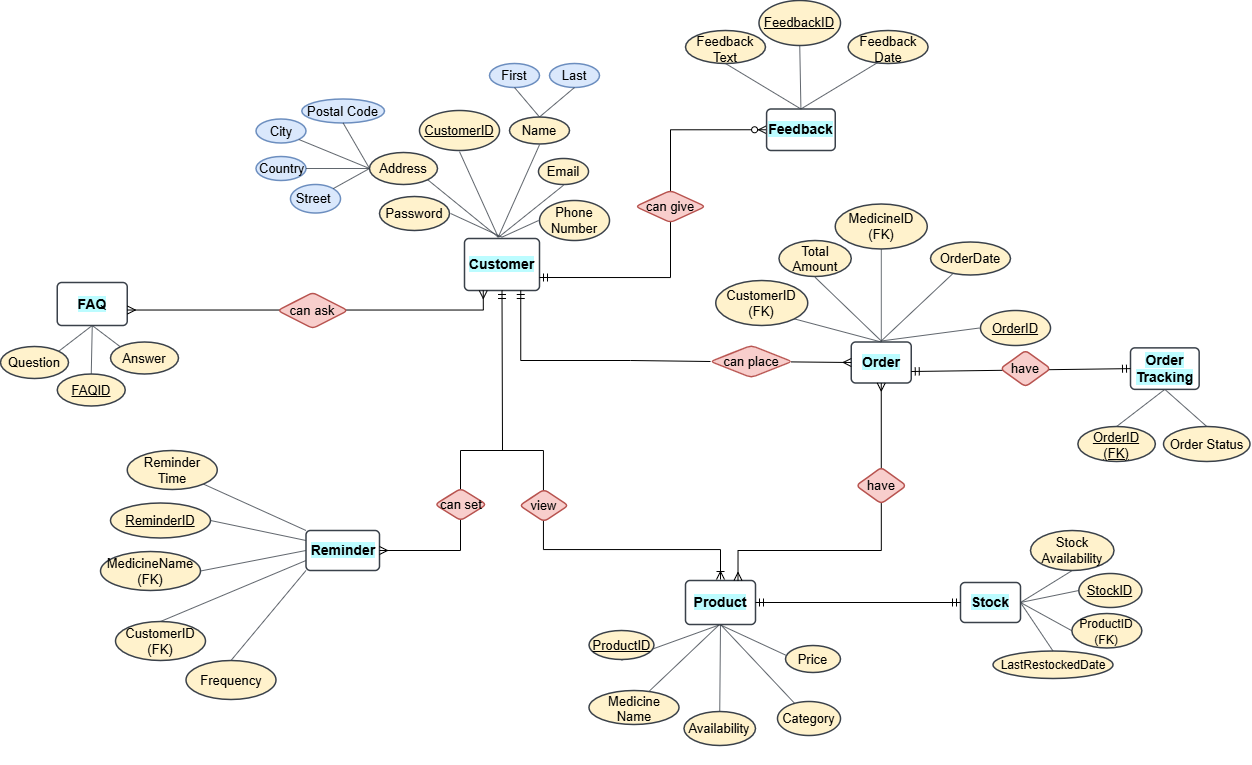 FeedbackID
Feedback
Text
Feedback
Date
Feedback
First
Last
Postal Code
City
CustomerID
Name
Country
Address
Email
Street
Password
Phone
Number
can give
Customer
MedicineID
(FK)
Total
Amount
OrderDate
CustomerID
(FK)
OrderID
FAQ
can ask
Question
Answer
FAQID
can place
Order
have
Order
Tracking
OrderID
(FK)
Order Status
Reminder
Time
ReminderID
MedicineName
(FK)
CustomerID
(FK)
Frequency
Reminder
can set
view
have
Product
Stock
Stock
Availability
StockID
ProductID
(FK)
LastRestockedDate
ProductID
Price
Medicine
Name
Availability
Category